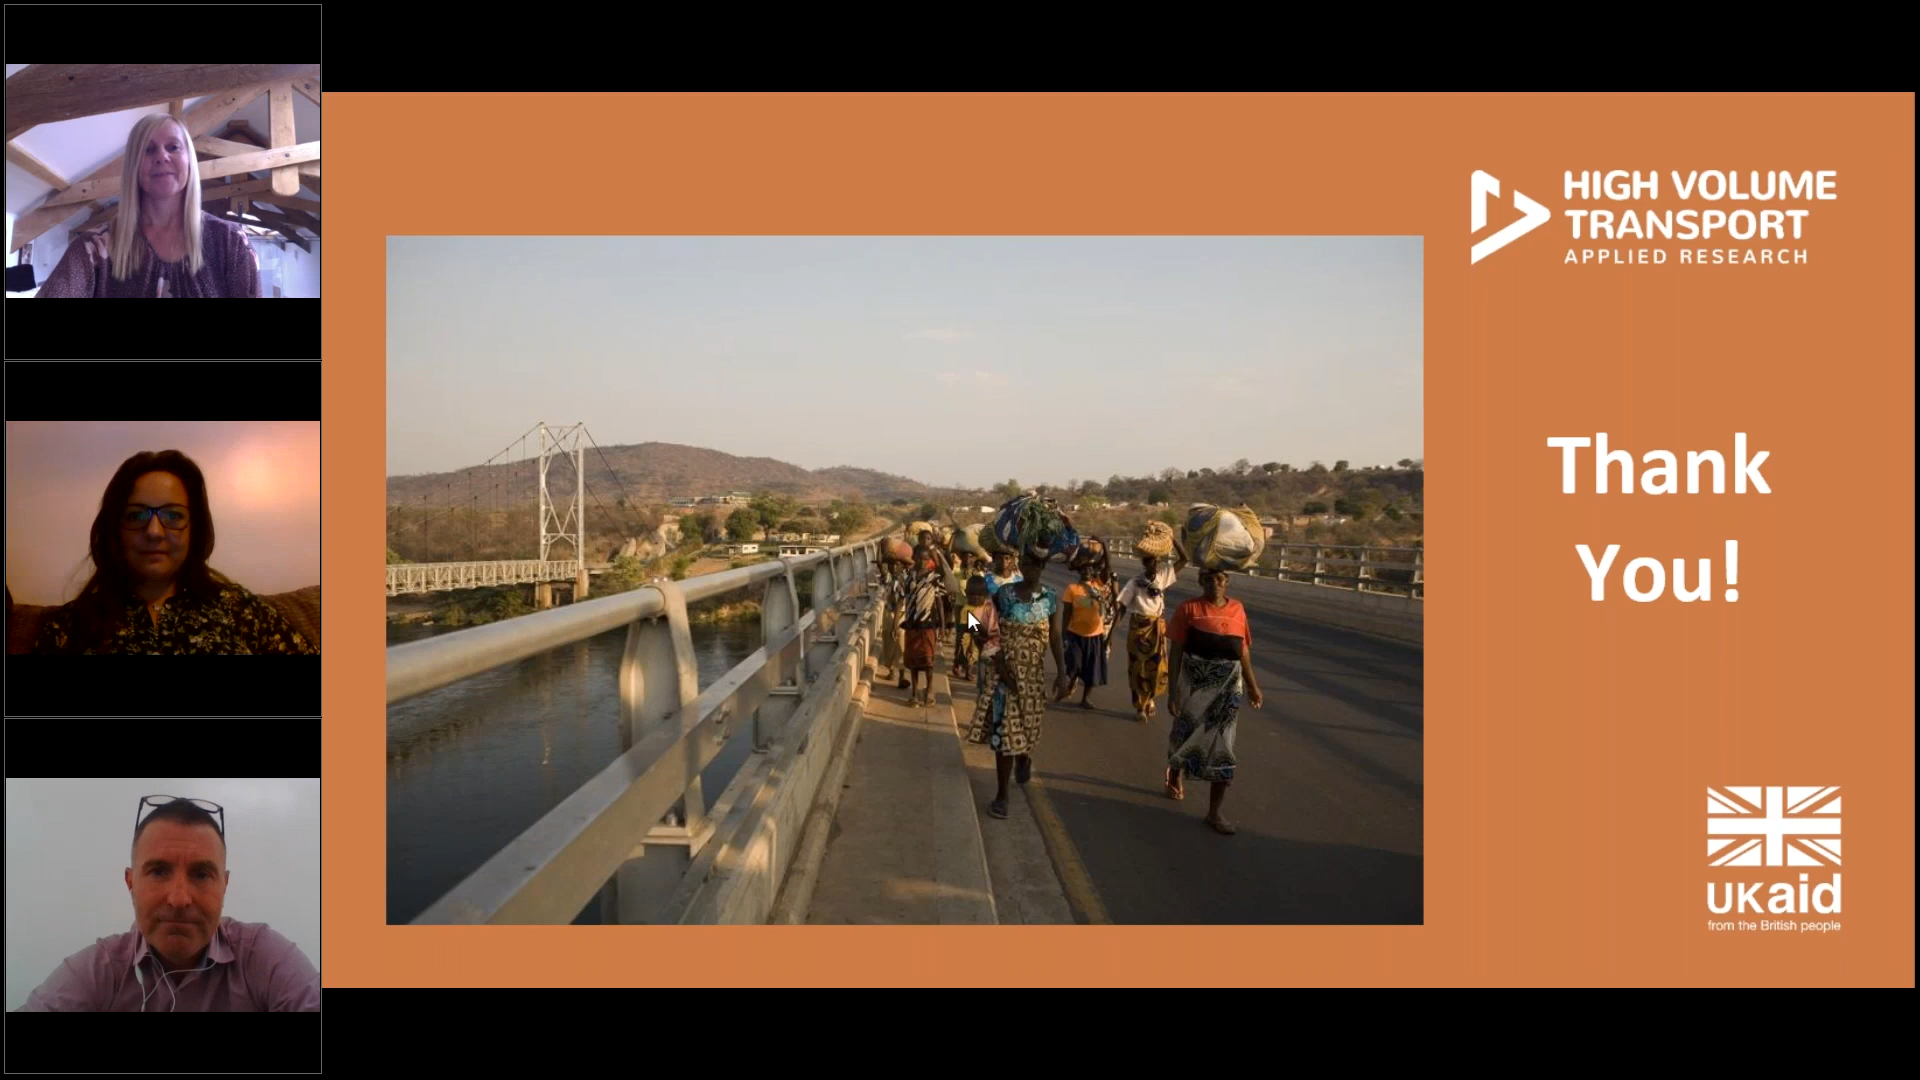 HIGH VOLUME
TRANSPORT
APPLIED RESEARCH
Thank
You!
UKaid
from the British people